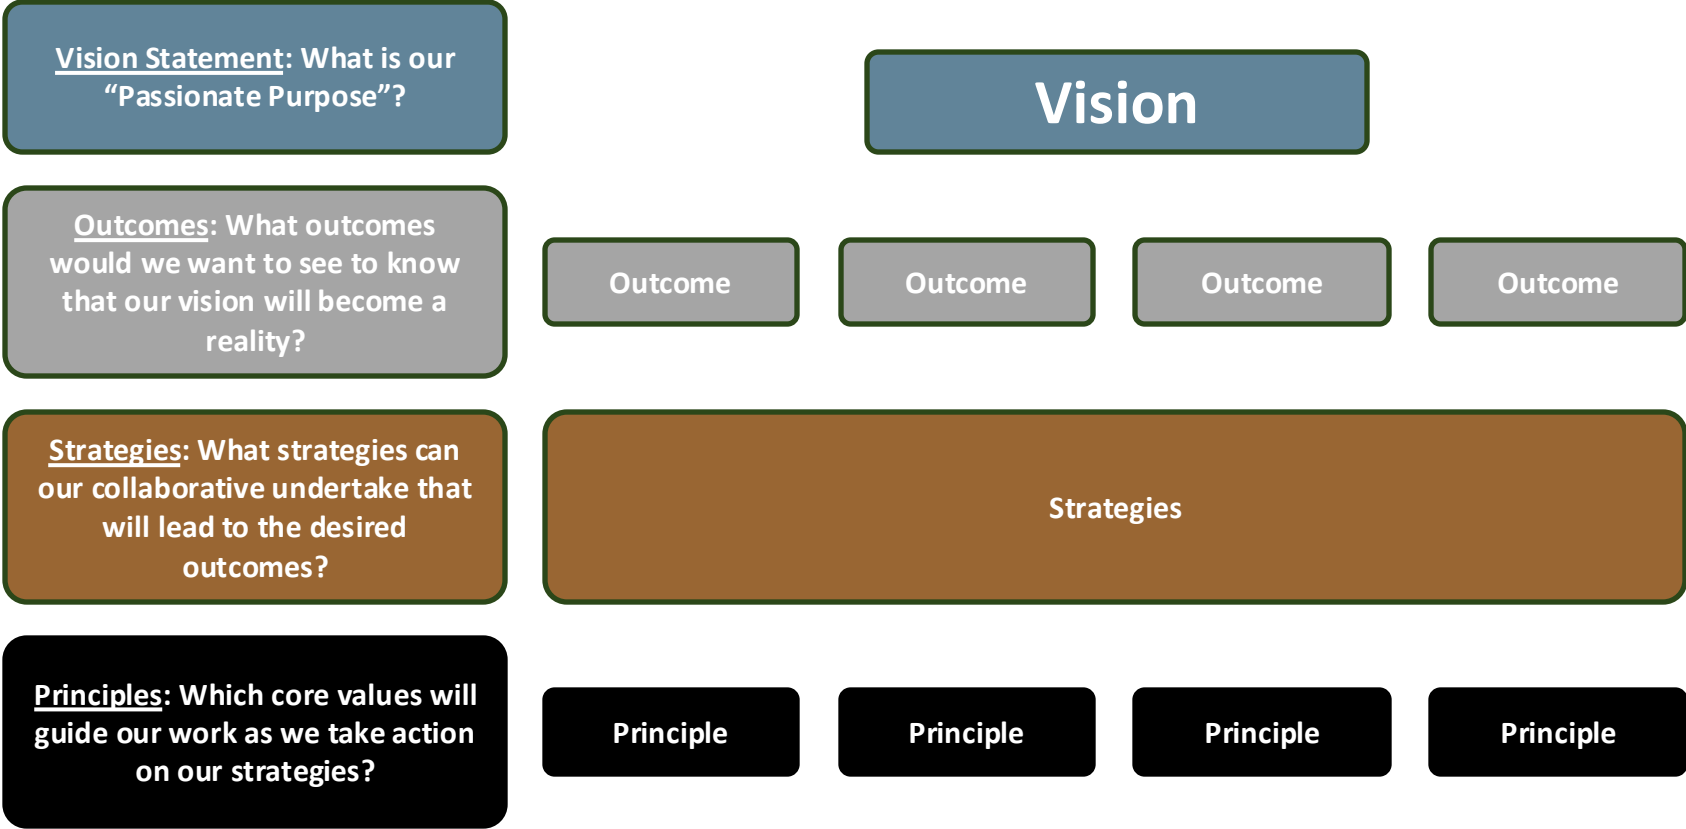 Vision Statement: What is our
“Passionate Purpose”?
Vision
Outcomes: What outcomes
would we want to see to know
that our vision will become a
reality?
Outcome
Outcome
Outcome
Outcome
Strategies: What strategies can
our collaborative undertake that
will lead to the desired
outcomes?
Strategies
Principles: Which core values will
guide our work as we take action
on our strategies?
Principle
Principle
Principle
Principle